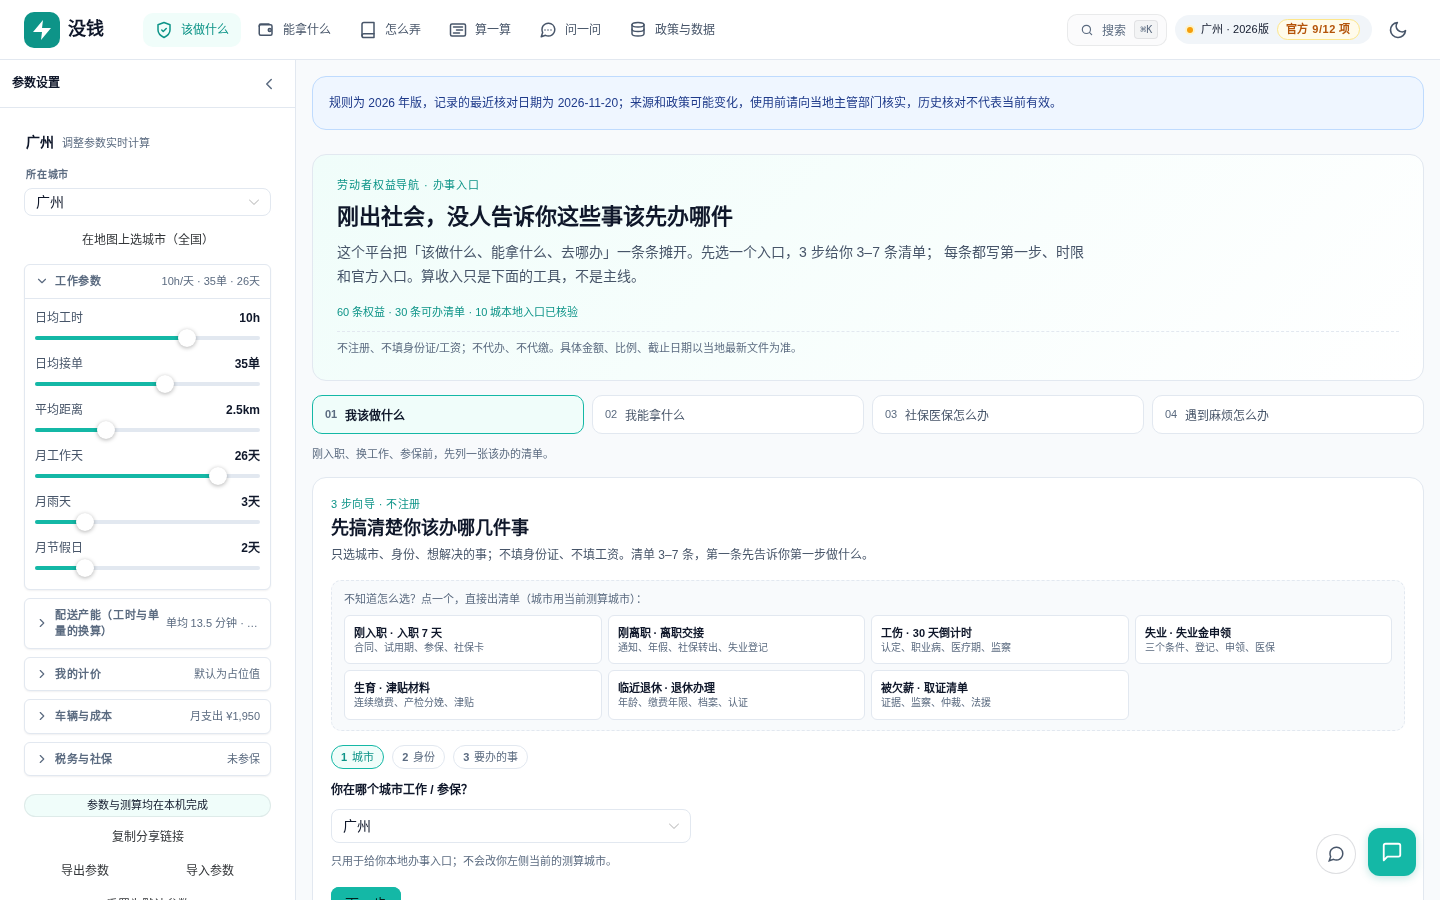 没钱
该做什么
能拿什么
怎么弄
算一算
问一问
政策与数据
搜索 ⌘K
广州 · 2026版 官方 9/12 项
参数设置
广州 调整参数实时计算
所在城市
广州
在地图上选城市（全国）
工作参数 10h/天 · 35单 · 26天
日均工时 10h
日均接单 35单
平均距离 2.5km
月工作天 26天
月雨天 3天
月节假日 2天
配送产能（工时与单量的换算） 单均 13.5 分钟 · …
我的计价 默认为占位值
车辆与成本 月支出 ¥1,950
税务与社保 未参保
参数与测算均在本机完成
复制分享链接
导出参数 导入参数
规则为 2026 年版，记录的最近核对日期为 2026-11-20；来源和政策可能变化，使用前请向当地主管部门核实，历史核对不代表当前有效。
劳动者权益导航 · 办事入口
刚出社会，没人告诉你这些事该先办哪件
这个平台把「该做什么、能拿什么、去哪办」一条条摊开。先选一个入口，3 步给你 3–7 条清单； 每条都写第一步、时限
和官方入口。算收入只是下面的工具，不是主线。
60 条权益 · 30 条可办清单 · 10 城本地入口已核验
不注册、不填身份证/工资；不代办、不代缴。具体金额、比例、截止日期以当地最新文件为准。
01 我该做什么
02 我能拿什么
03 社保医保怎么办
04 遇到麻烦怎么办
刚入职、换工作、参保前，先列一张该办的清单。
3 步向导 · 不注册
先搞清楚你该办哪几件事
只选城市、身份、想解决的事；不填身份证、不填工资。清单 3–7 条，第一条先告诉你第一步做什么。
不知道怎么选？点一个，直接出清单（城市用当前测算城市）：
刚入职 · 入职 7 天
合同、试用期、参保、社保卡
刚离职 · 离职交接
通知、年假、社保转出、失业登记
工伤 · 30 天倒计时
认定、职业病、医疗期、监察
失业 · 失业金申领
三个条件、登记、申领、医保
生育 · 津贴材料
连续缴费、产检分娩、津贴
临近退休 · 退休办理
年龄、缴费年限、档案、认证
被欠薪 · 取证清单
证据、监察、仲裁、法援
1 城市
2 身份
3 要办的事
你在哪个城市工作 / 参保？
广州
只用于给你本地办事入口；不会改你左侧当前的测算城市。